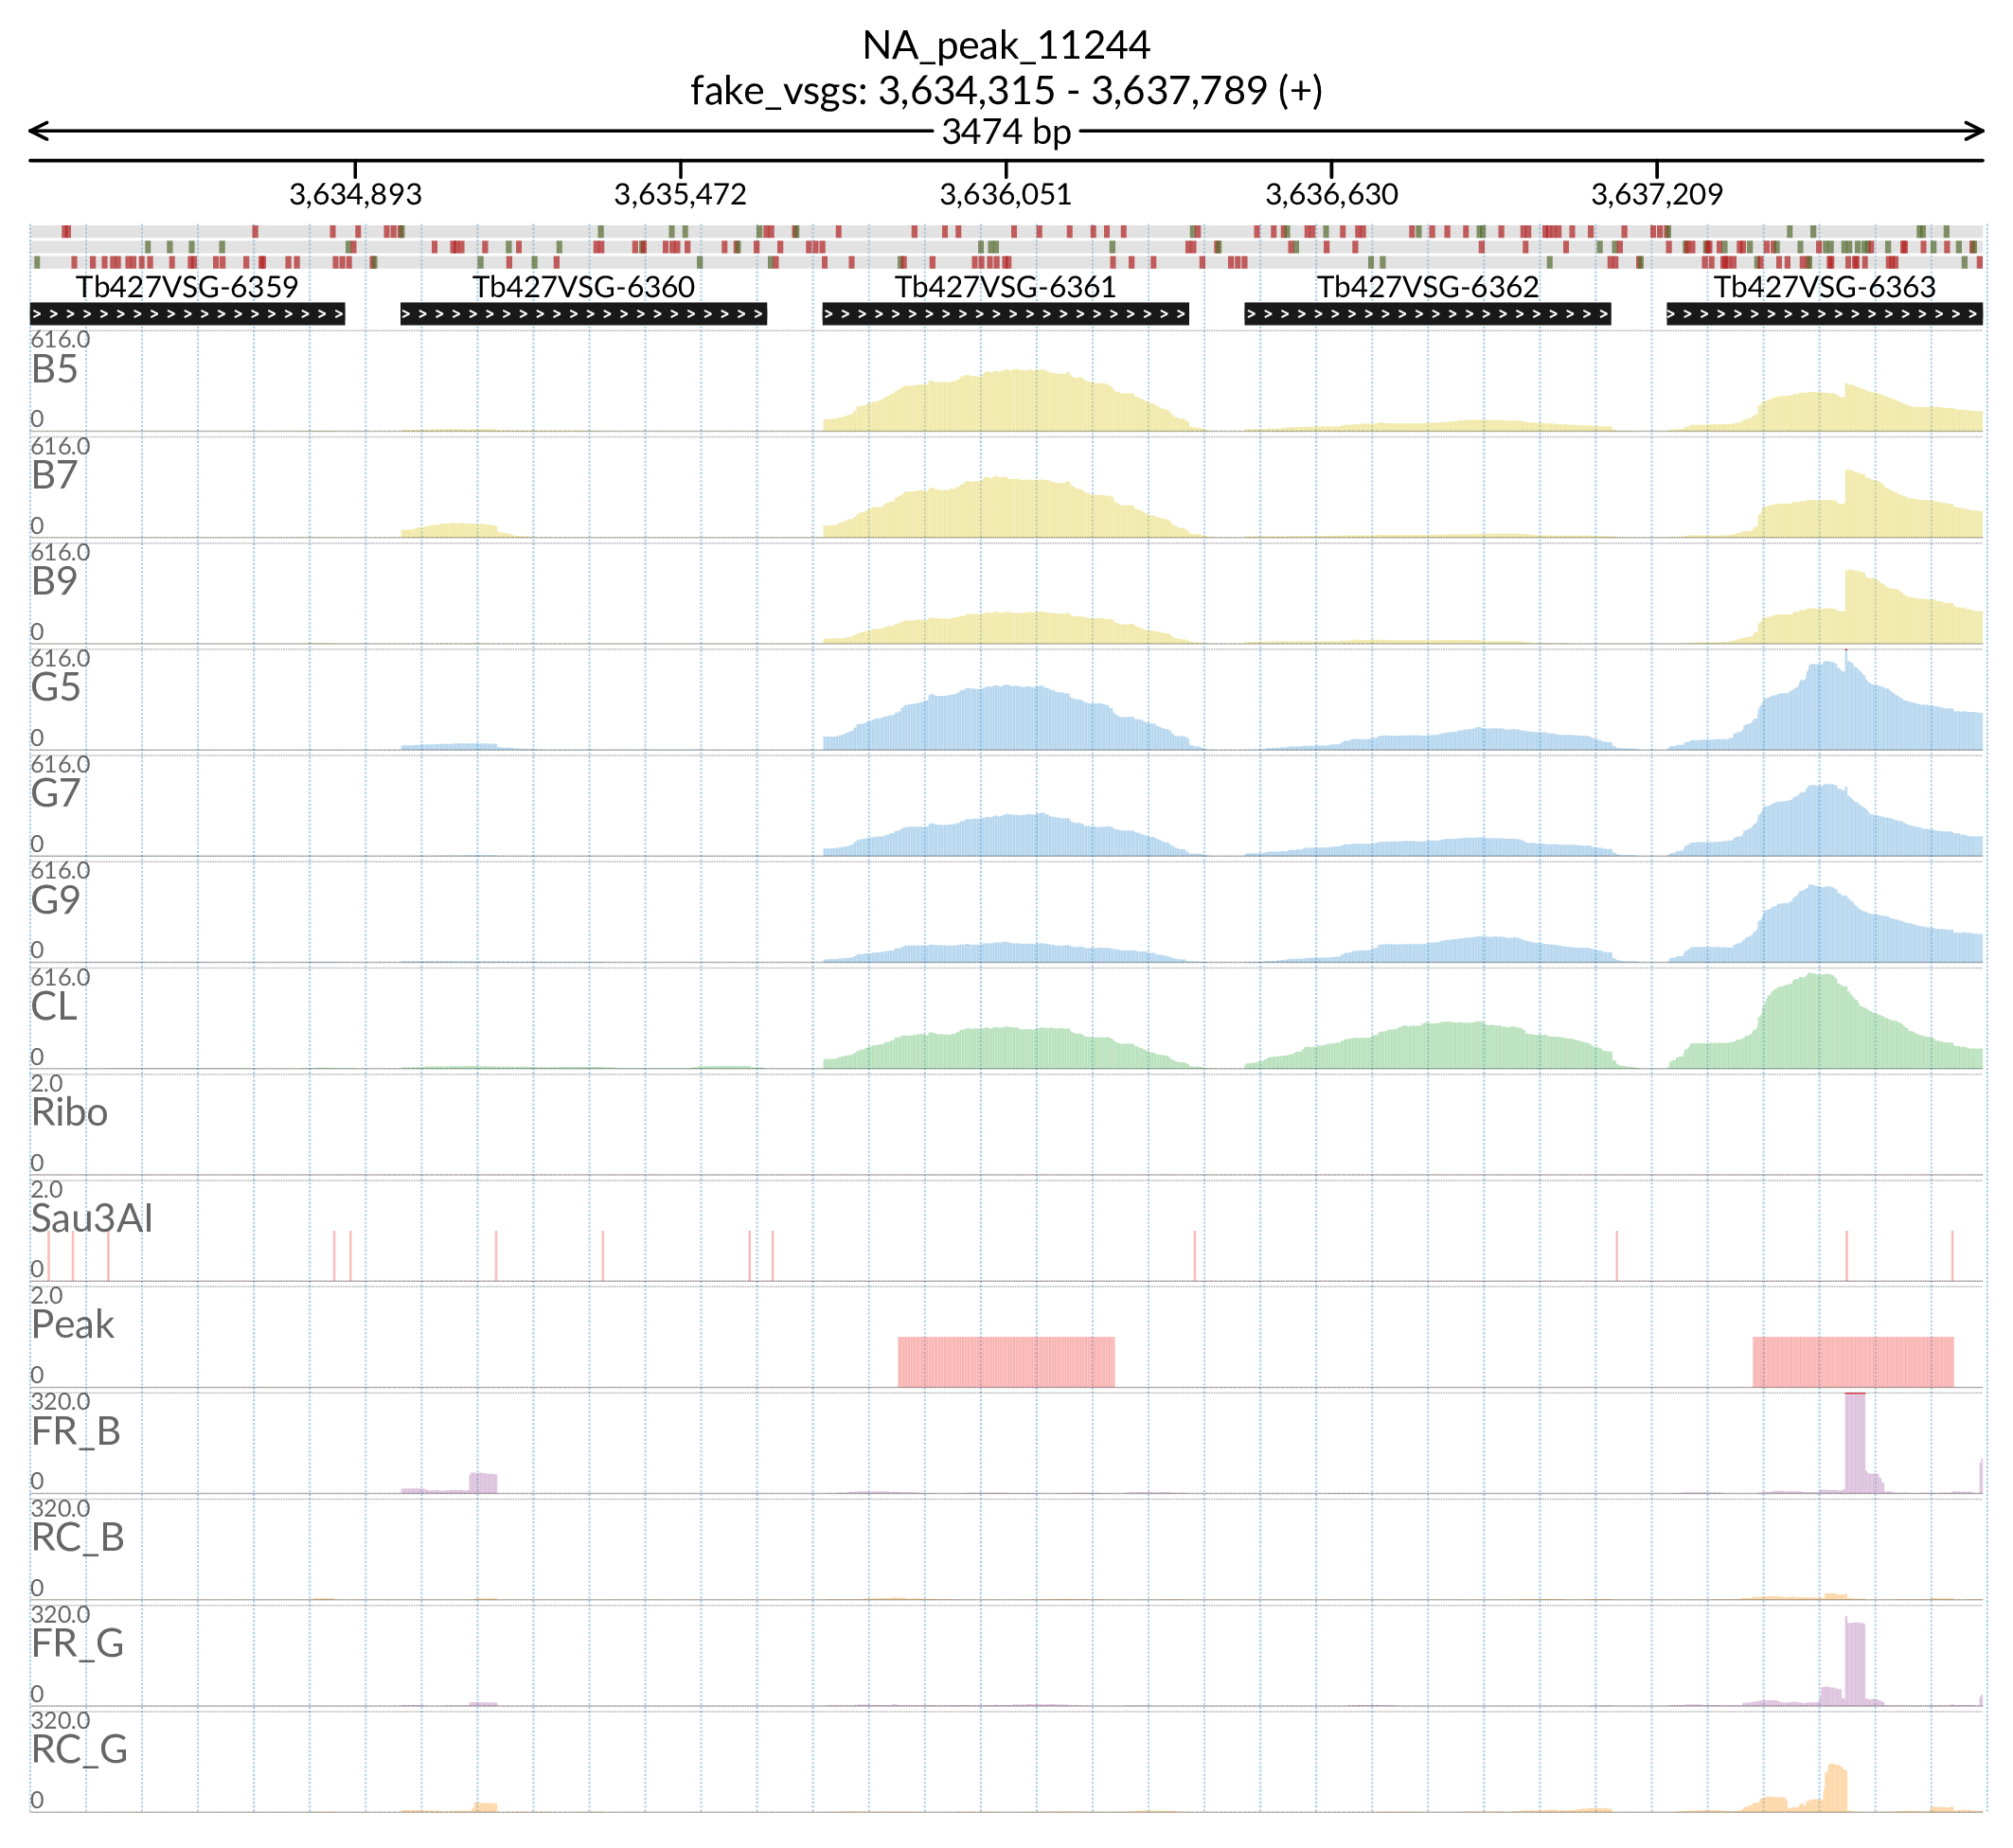 NA_peak_11244
fake_vsgs: 3,634,315 - 3,637,789 (+)
3474 bp
3,634,893 3,635,472 3,636,051 3,636,630 3,637,209
Tb427VSG-6359 Tb427VSG-6360 Tb427VSG-6361 Tb427VSG-6362 Tb427VSG-6363
616.0
B5
0
616.0
B7
0
616.0
B9
0
616.0
G5
0
616.0
G7
0
616.0
G9
0
616.0
CL
0
2.0
Ribo
0
2.0
Sau3AI
0
2.0
Peak
0
320.0
FR_B
0
320.0
RC_B
0
320.0
FR_G
0
320.0
RC_G
0